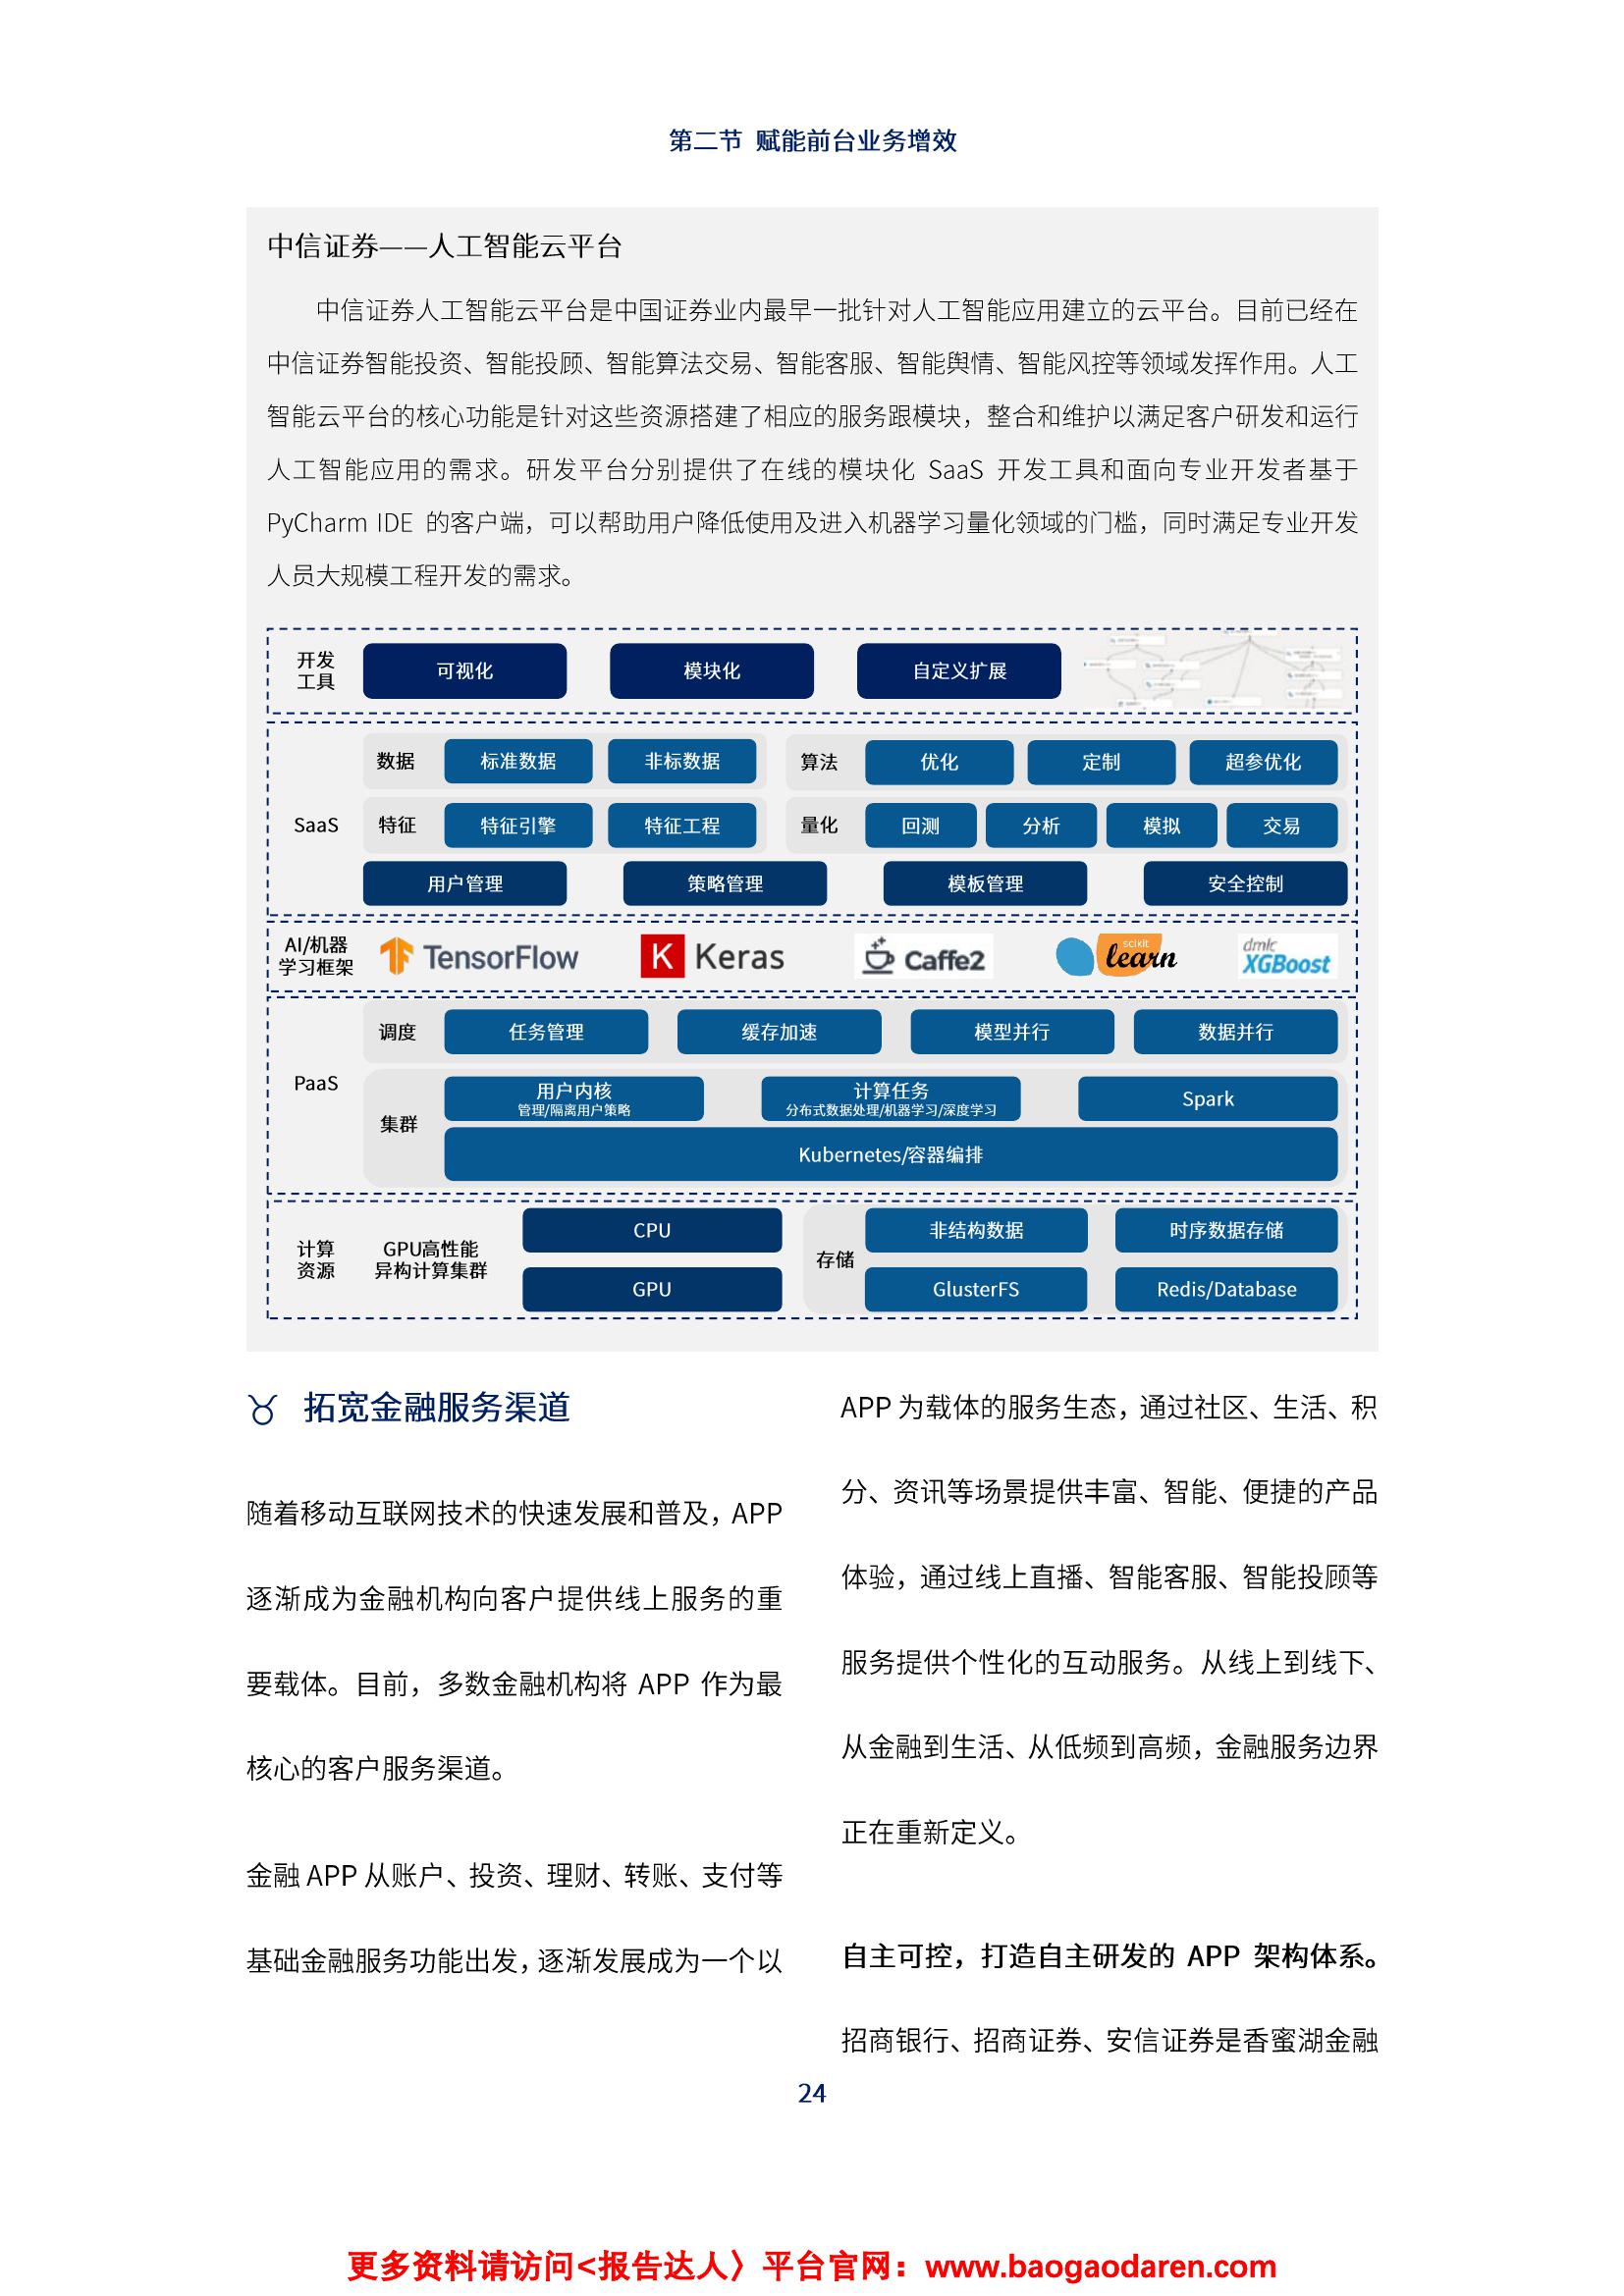 第二节 赋能前台业务增效
中信证券——人工智能云平台
中信证券人工智能云平台是中国证券业内最早一批针对人工智能应用建立的云平台。目前已经在
中信证券智能投资、智能投顾、智能算法交易、智能客服、智能舆情、智能风控等领域发挥作用。人工
智能云平台的核心功能是针对这些资源搭建了相应的服务跟模块，整合和维护以满足客户研发和运行
人工智能应用的需求。研发平台分别提供了在线的模块化 SaaS 开发工具和面向专业开发者基于
PyCharm IDE 的客户端，可以帮助用户降低使用及进入机器学习量化领域的门槛，同时满足专业开发
人员大规模工程开发的需求。
开发
工具
可视化
模块化
自定义扩展
SaaS
数据
标准数据
非标数据
算法
优化
定制
超参优化
特征
特征引擎
特征工程
量化
回测
分析
模拟
交易
用户管理
策略管理
模板管理
安全控制
AI/机器
学习框架
TensorFlow
K Keras
Caffe2
scikit
learn
dmlc
XGBoost
PaaS
调度
任务管理
缓存加速
模型并行
数据并行
集群
用户内核
管理/隔离用户策略
计算任务
分布式数据处理/机器学习/深度学习
Spark
Kubernetes/容器编排
计算
资源
GPU高性能
异构计算集群
CPU
GPU
存储
非结构数据
时序数据存储
GlusterFS
Redis/Database
♉ 拓宽金融服务渠道
随着移动互联网技术的快速发展和普及，APP
逐渐成为金融机构向客户提供线上服务的重
要载体。目前，多数金融机构将 APP 作为最
核心的客户服务渠道。
金融 APP 从账户、投资、理财、转账、支付等
基础金融服务功能出发，逐渐发展成为一个以
APP 为载体的服务生态，通过社区、生活、积
分、资讯等场景提供丰富、智能、便捷的产品
体验，通过线上直播、智能客服、智能投顾等
服务提供个性化的互动服务。从线上到线下、
从金融到生活、从低频到高频，金融服务边界
正在重新定义。
自主可控，打造自主研发的 APP 架构体系。
招商银行、招商证券、安信证券是香蜜湖金融
24
更多资料请访问<报告达人〉平台官网：www.baogaodaren.com